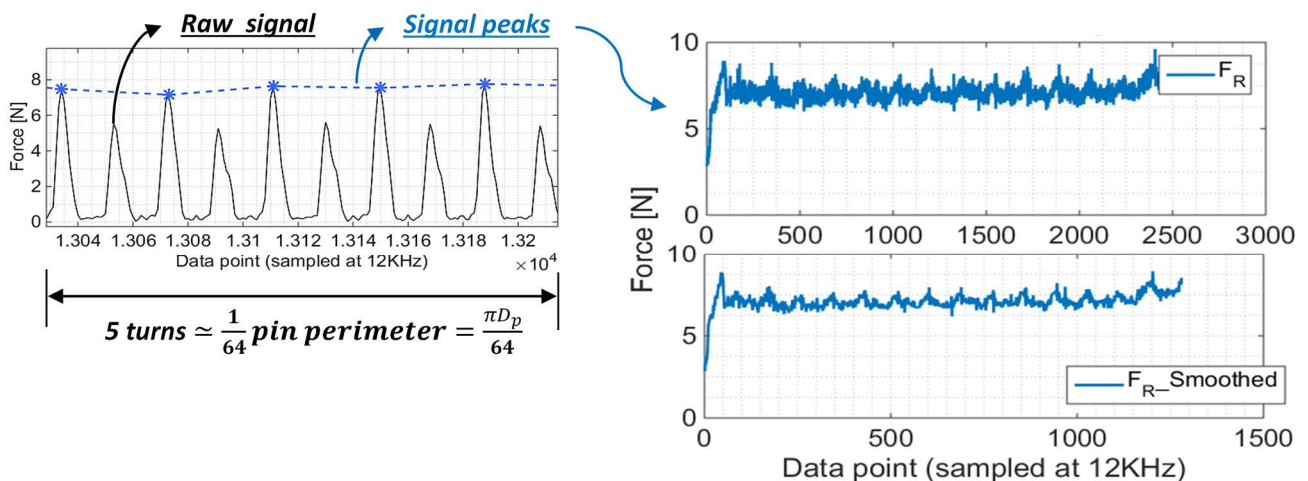 Raw signal
Signal peaks
Force [N]
8
6
4
2
0
1.304 1.306 1.308 1.31 1.312 1.314 1.316 1.318 1.32
Data point (sampled at 12KHz) ×10⁴
5 turns ≃ 1/64 pin perimeter = πDₚ/64
Force [N]
10
5
0
F_R
0 500 1000 1500 2000 2500 3000
10
5
0
F_R_Smoothed
0 500 1000 1500
Data point (sampled at 12KHz)